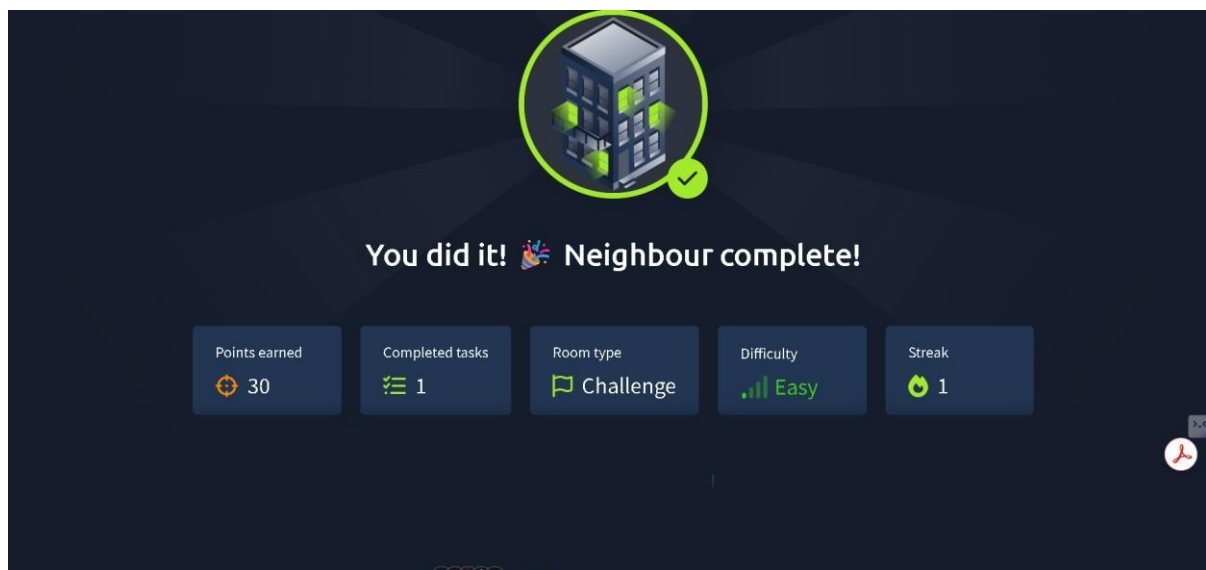 You did it! 🎉 Neighbour complete!
Points earned
30
Completed tasks
1
Room type
Challenge
Difficulty
Easy
Streak
1